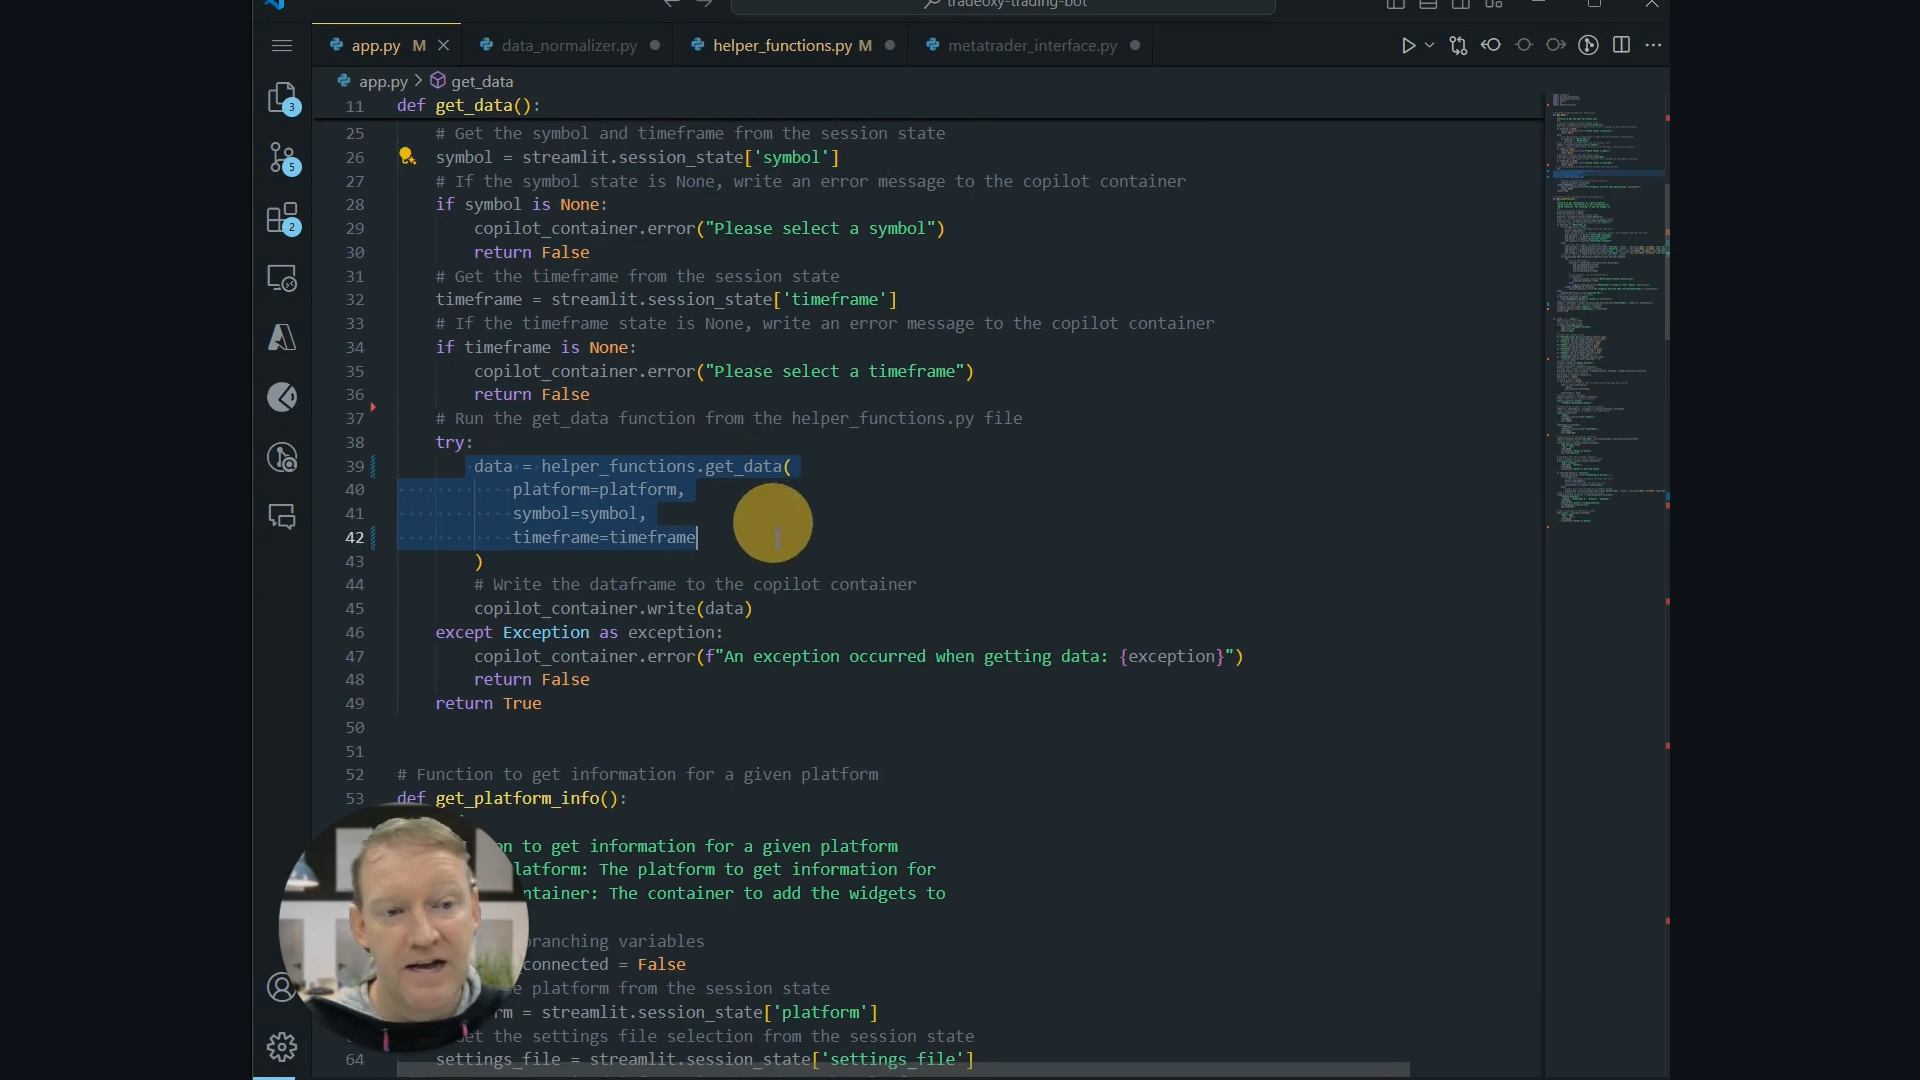 tradeoxy-trading-bot
app.py M
data_normalizer.py
helper_functions.py M
metatrader_interface.py
app.py > get_data
11 def get_data():
25 # Get the symbol and timeframe from the session state
26 symbol = streamlit.session_state['symbol']
27 # If the symbol state is None, write an error message to the copilot container
28 if symbol is None:
29 copilot_container.error("Please select a symbol")
30 return False
31 # Get the timeframe from the session state
32 timeframe = streamlit.session_state['timeframe']
33 # If the timeframe state is None, write an error message to the copilot container
34 if timeframe is None:
35 copilot_container.error("Please select a timeframe")
36 return False
37 # Run the get_data function from the helper_functions.py file
38 try:
39 data = helper_functions.get_data(
40 platform=platform,
41 symbol=symbol,
42 timeframe=timeframe
43 )
44 # Write the dataframe to the copilot container
45 copilot_container.write(data)
46 except Exception as exception:
47 copilot_container.error(f"An exception occurred when getting data: {exception}")
48 return False
49 return True
50
51
52 # Function to get information for a given platform
53 def get_platform_info():
on to get information for a given platform
latform: The platform to get information for
ntainer: The container to add the widgets to
branching variables
connected = False
e platform from the session state
rm = streamlit.session_state['platform']
et the settings file selection from the session state
64 settings_file = streamlit.session_state['settings_file']
3
5
2